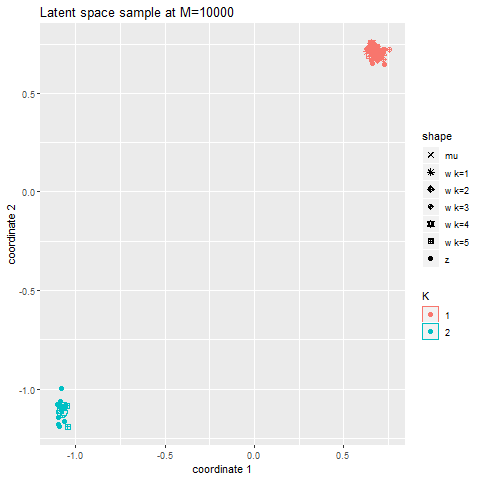 Latent space sample at M=10000
coordinate 2
0.5
0.0
-0.5
-1.0
-1.0
-0.5
0.0
0.5
coordinate 1
shape
mu
w k=1
w k=2
w k=3
w k=4
w k=5
z
K
1
2